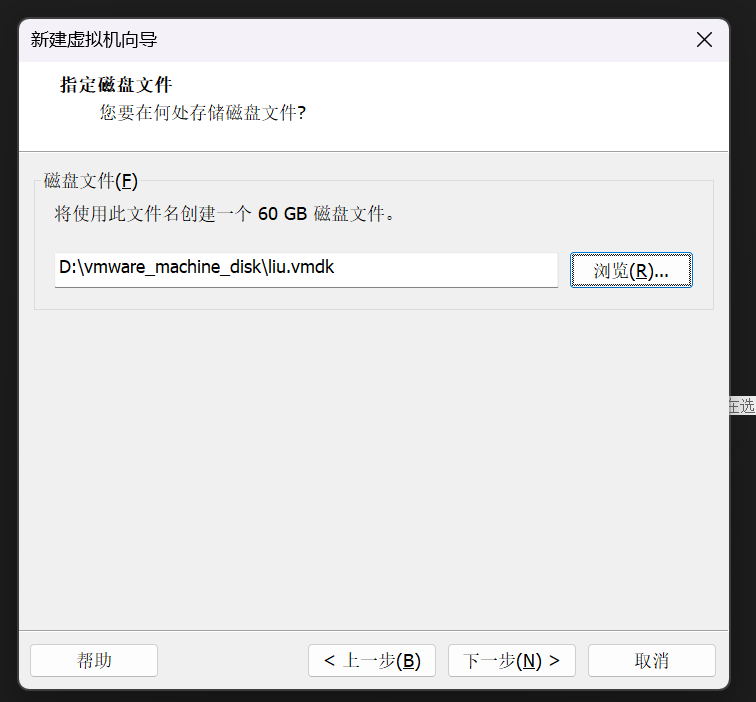 新建虚拟机向导
指定磁盘文件
您要在何处存储磁盘文件?
磁盘文件(F)
将使用此文件名创建一个 60 GB 磁盘文件。
D:\vmware_machine_disk\liu.vmdk
浏览(R)...
在选
帮助
< 上一步(B)
下一步(N) >
取消